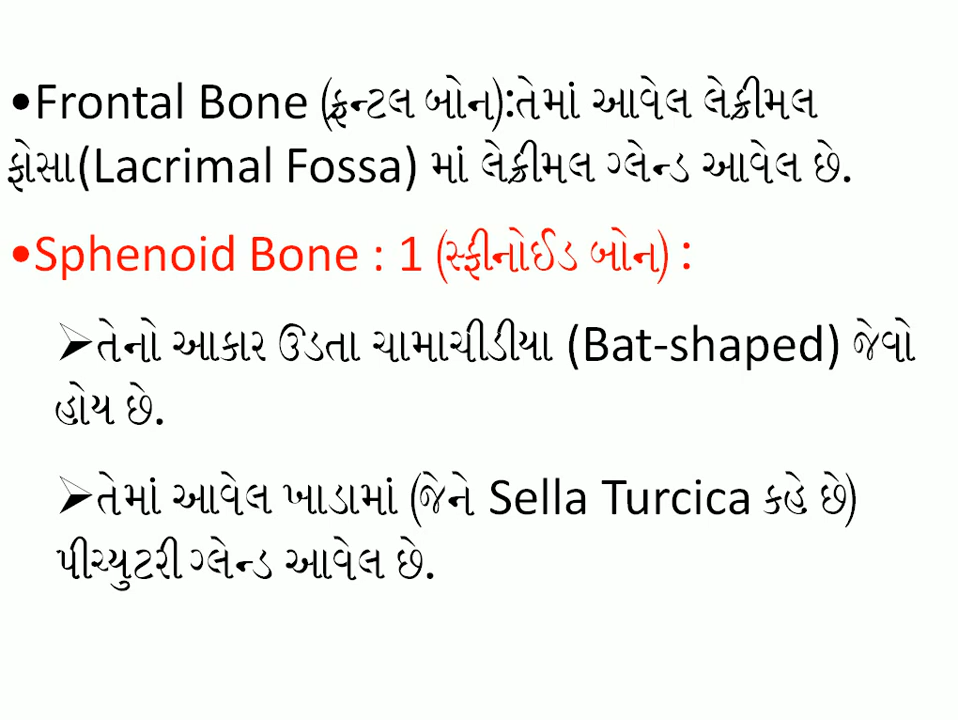 •Frontal Bone (ફ્રન્ટલ બોન):તેમાં આવેલ લેક્રીમલ
ફોસા(Lacrimal Fossa) માં લેક્રીમલ ગ્લેન્ડ આવેલ છે.
•Sphenoid Bone : 1 (સ્ફીનોઈડ બોન) :
➢તેનો આકાર ઉડતા ચામાચીડીયા (Bat-shaped) જેવો
હોય છે.
➢તેમાં આવેલ ખાડામાં (જેને Sella Turcica કહે છે)
પીચ્યુટરી ગ્લેન્ડ આવેલ છે.